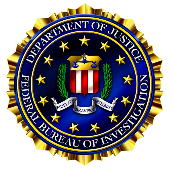 DEPARTMENT OF JUSTICE
FEDERAL BUREAU OF INVESTIGATION